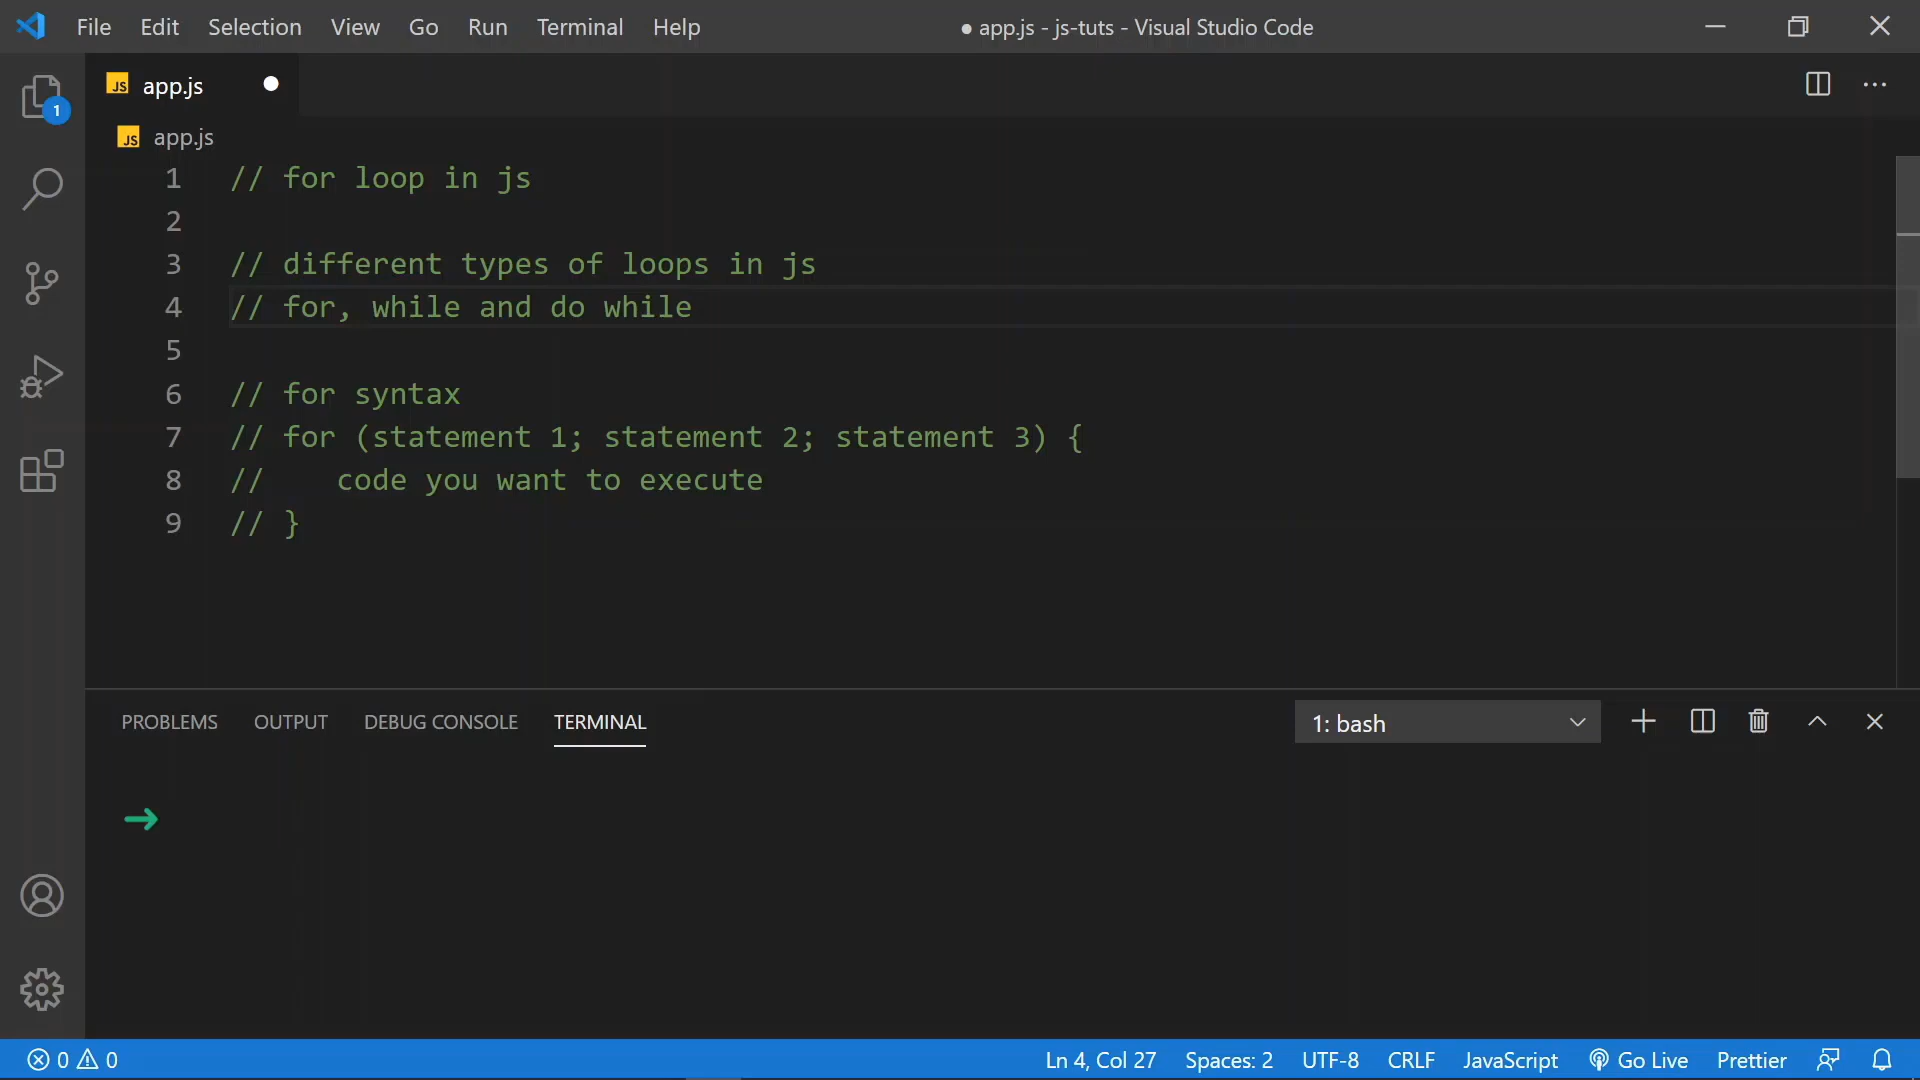 File Edit Selection View Go Run Terminal Help ● app.js - js-tuts - Visual Studio Code
JS app.js ●
1
JS app.js
1 // for loop in js
2
3 // different types of loops in js
4 // for, while and do while
5
6 // for syntax
7 // for (statement 1; statement 2; statement 3) {
8 //    code you want to execute
9 // }
PROBLEMS OUTPUT DEBUG CONSOLE TERMINAL 1: bash
➜
0 0 Ln 4, Col 27 Spaces: 2 UTF-8 CRLF JavaScript Go Live Prettier